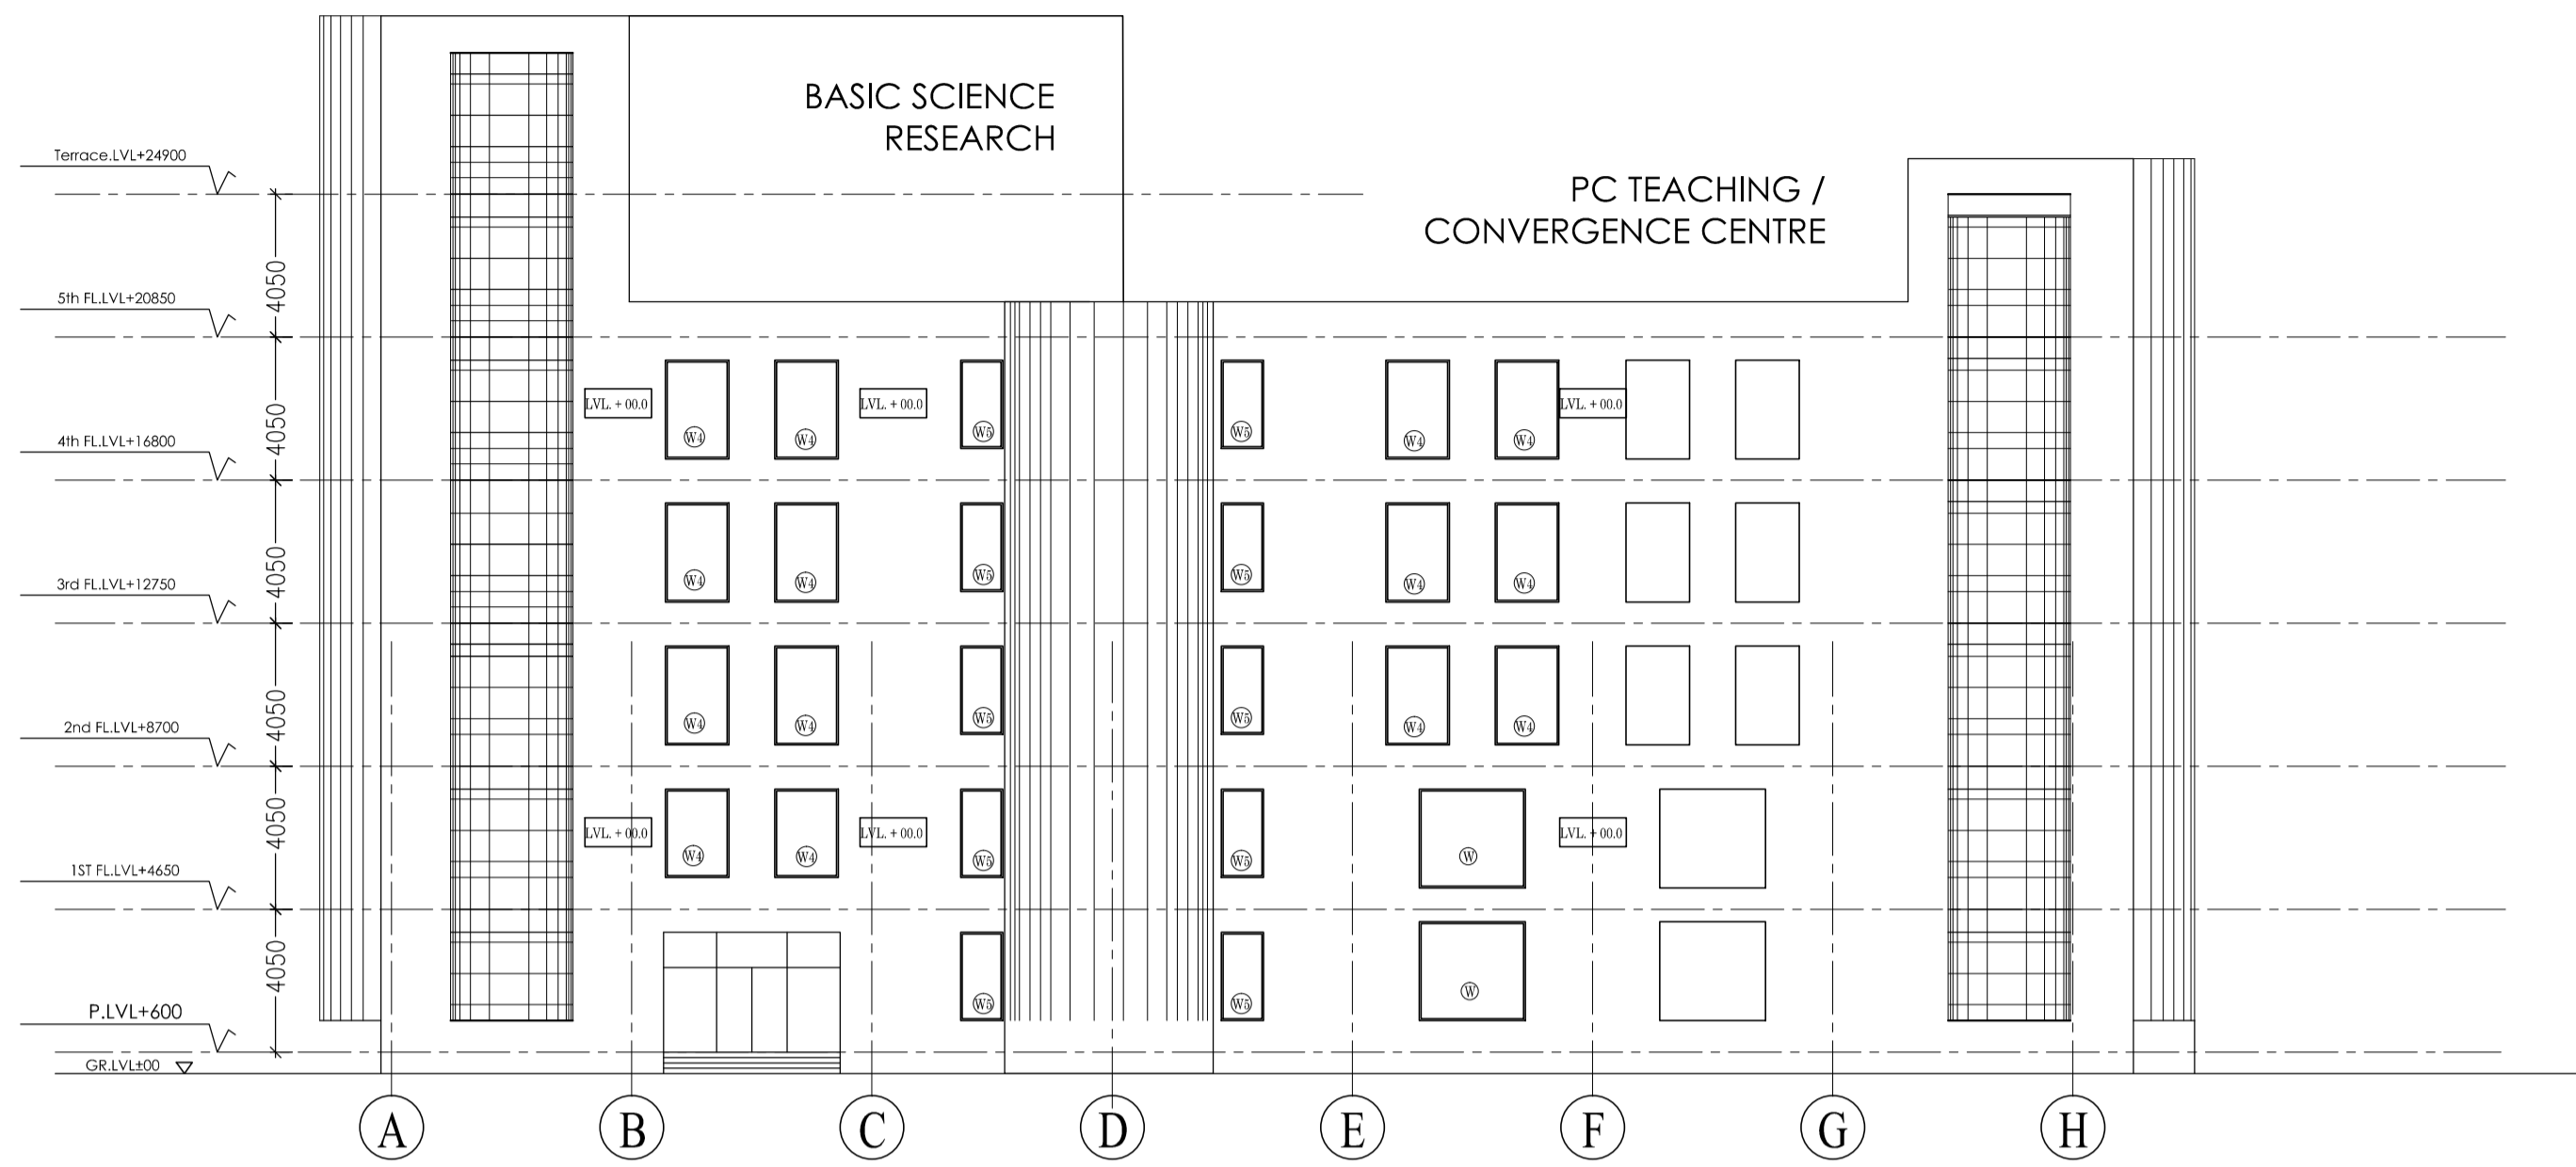 BASIC SCIENCE
RESEARCH
Terrace.LVL+24900
PC TEACHING /
CONVERGENCE CENTRE
4050
5th FL.LVL+20850
LVL. + 00.0 LVL. + 00.0 LVL. + 00.0
4050
W4 W4 W5 W5 W4 W4
4th FL.LVL+16800
4050
W4 W4 W5 W5 W4 W4
3rd FL.LVL+12750
4050
W4 W4 W5 W5 W4 W4
2nd FL.LVL+8700
4050
LVL. + 00.0 LVL. + 00.0 LVL. + 00.0
W4 W4 W5 W5 W
1ST FL.LVL+4650
4050
W5 W5 W
P.LVL+600
GR.LVL±00
A B C D E F G H